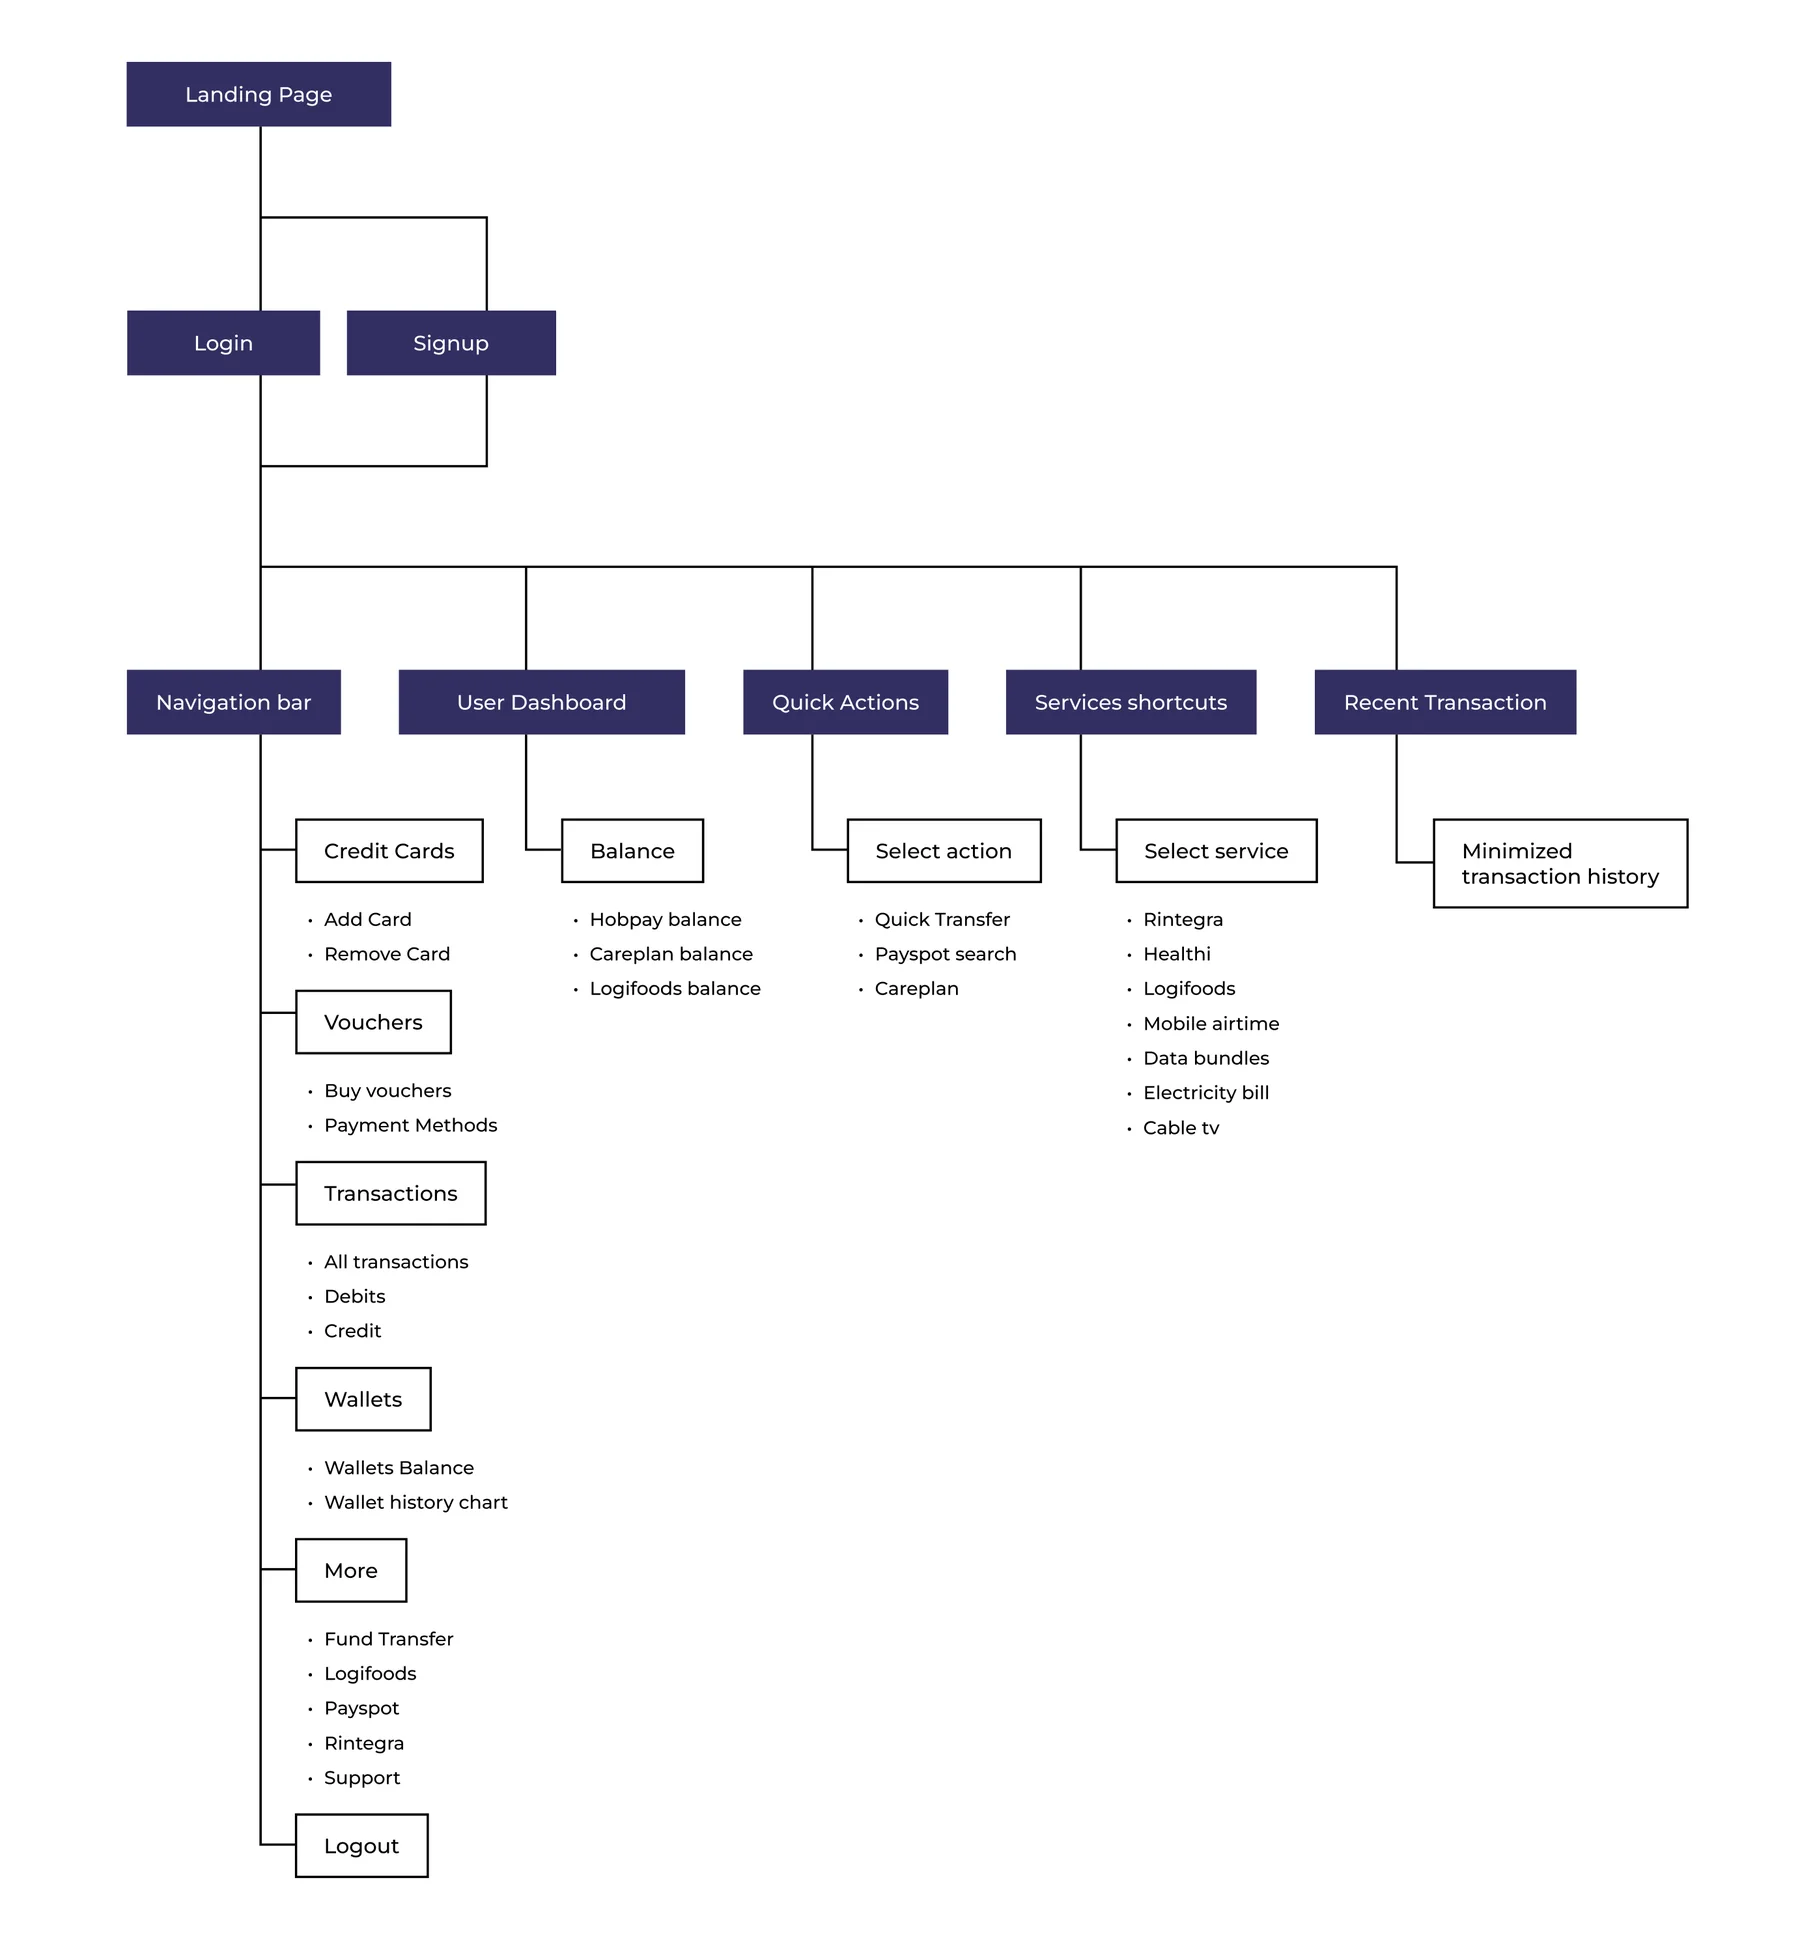 Landing Page
Login
Signup
Navigation bar
User Dashboard
Quick Actions
Services shortcuts
Recent Transaction
Credit Cards
• Add Card
• Remove Card
Vouchers
• Buy vouchers
• Payment Methods
Transactions
• All transactions
• Debits
• Credit
Wallets
• Wallets Balance
• Wallet history chart
More
• Fund Transfer
• Logifoods
• Payspot
• Rintegra
• Support
Logout
Balance
• Hobpay balance
• Careplan balance
• Logifoods balance
Select action
• Quick Transfer
• Payspot search
• Careplan
Select service
• Rintegra
• Healthi
• Logifoods
• Mobile airtime
• Data bundles
• Electricity bill
• Cable tv
Minimized
transaction history